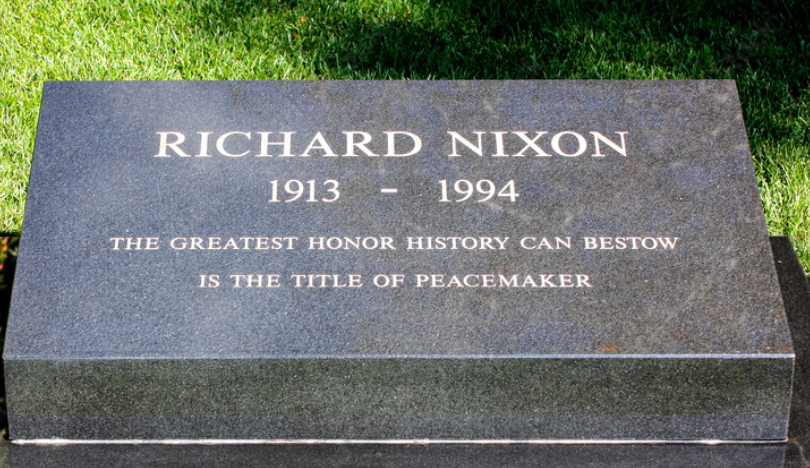 RICHARD NIXON
1913 - 1994
THE GREATEST HONOR HISTORY CAN BESTOW
IS THE TITLE OF PEACEMAKER